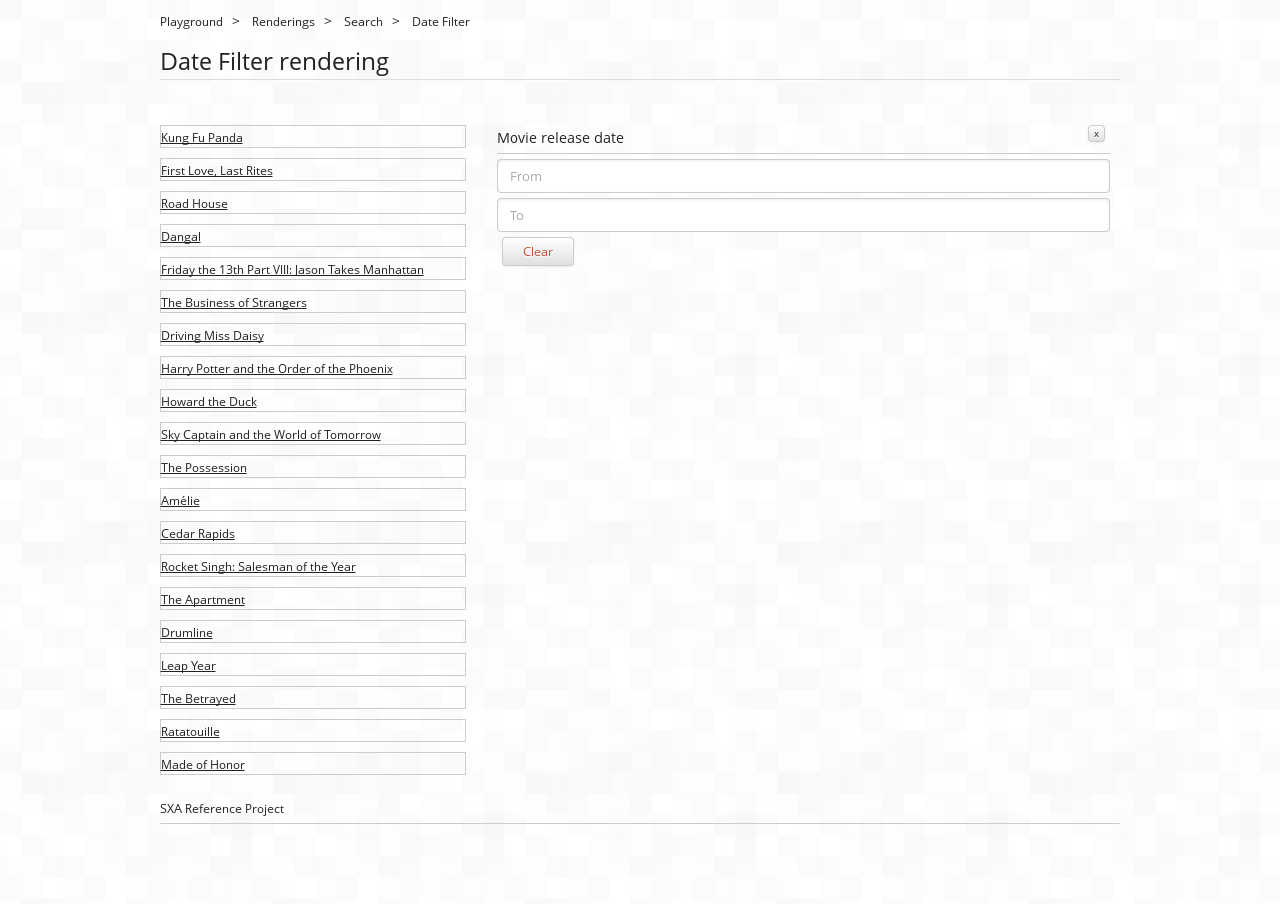 Playground > Renderings > Search > Date Filter
Date Filter rendering
Kung Fu Panda
First Love, Last Rites
Road House
Dangal
Friday the 13th Part VIII: Jason Takes Manhattan
The Business of Strangers
Driving Miss Daisy
Harry Potter and the Order of the Phoenix
Howard the Duck
Sky Captain and the World of Tomorrow
The Possession
Amélie
Cedar Rapids
Rocket Singh: Salesman of the Year
The Apartment
Drumline
Leap Year
The Betrayed
Ratatouille
Made of Honor
Movie release date
x
From
To
Clear
SXA Reference Project